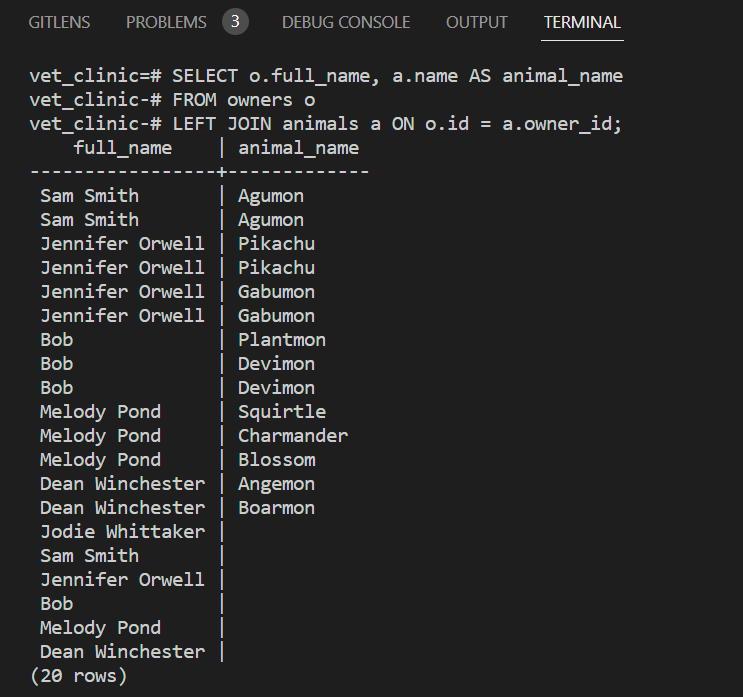 GITLENS PROBLEMS 3 DEBUG CONSOLE OUTPUT TERMINAL
vet_clinic=# SELECT o.full_name, a.name AS animal_name
vet_clinic-# FROM owners o
vet_clinic-# LEFT JOIN animals a ON o.id = a.owner_id;
    full_name    | animal_name
-----------------+-------------
 Sam Smith       | Agumon
 Sam Smith       | Agumon
 Jennifer Orwell | Pikachu
 Jennifer Orwell | Pikachu
 Jennifer Orwell | Gabumon
 Jennifer Orwell | Gabumon
 Bob             | Plantmon
 Bob             | Devimon
 Bob             | Devimon
 Melody Pond     | Squirtle
 Melody Pond     | Charmander
 Melody Pond     | Blossom
 Dean Winchester | Angemon
 Dean Winchester | Boarmon
 Jodie Whittaker |
 Sam Smith       |
 Jennifer Orwell |
 Bob             |
 Melody Pond     |
 Dean Winchester |
(20 rows)